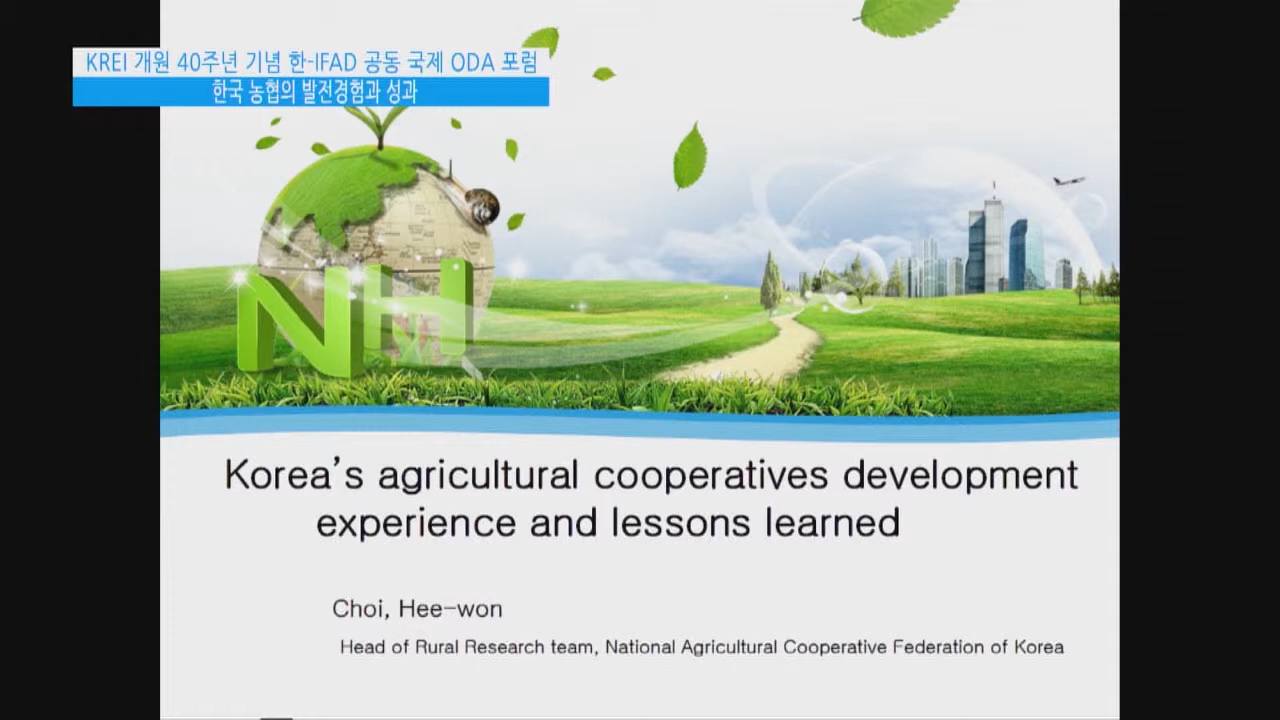 KREI 개원 40주년 기념 한-IFAD 공동 국제 ODA 포럼
한국 농협의 발전경험과 성과
NH
Korea's agricultural cooperatives development
experience and lessons learned
Choi, Hee-won
Head of Rural Research team, National Agricultural Cooperative Federation of Korea